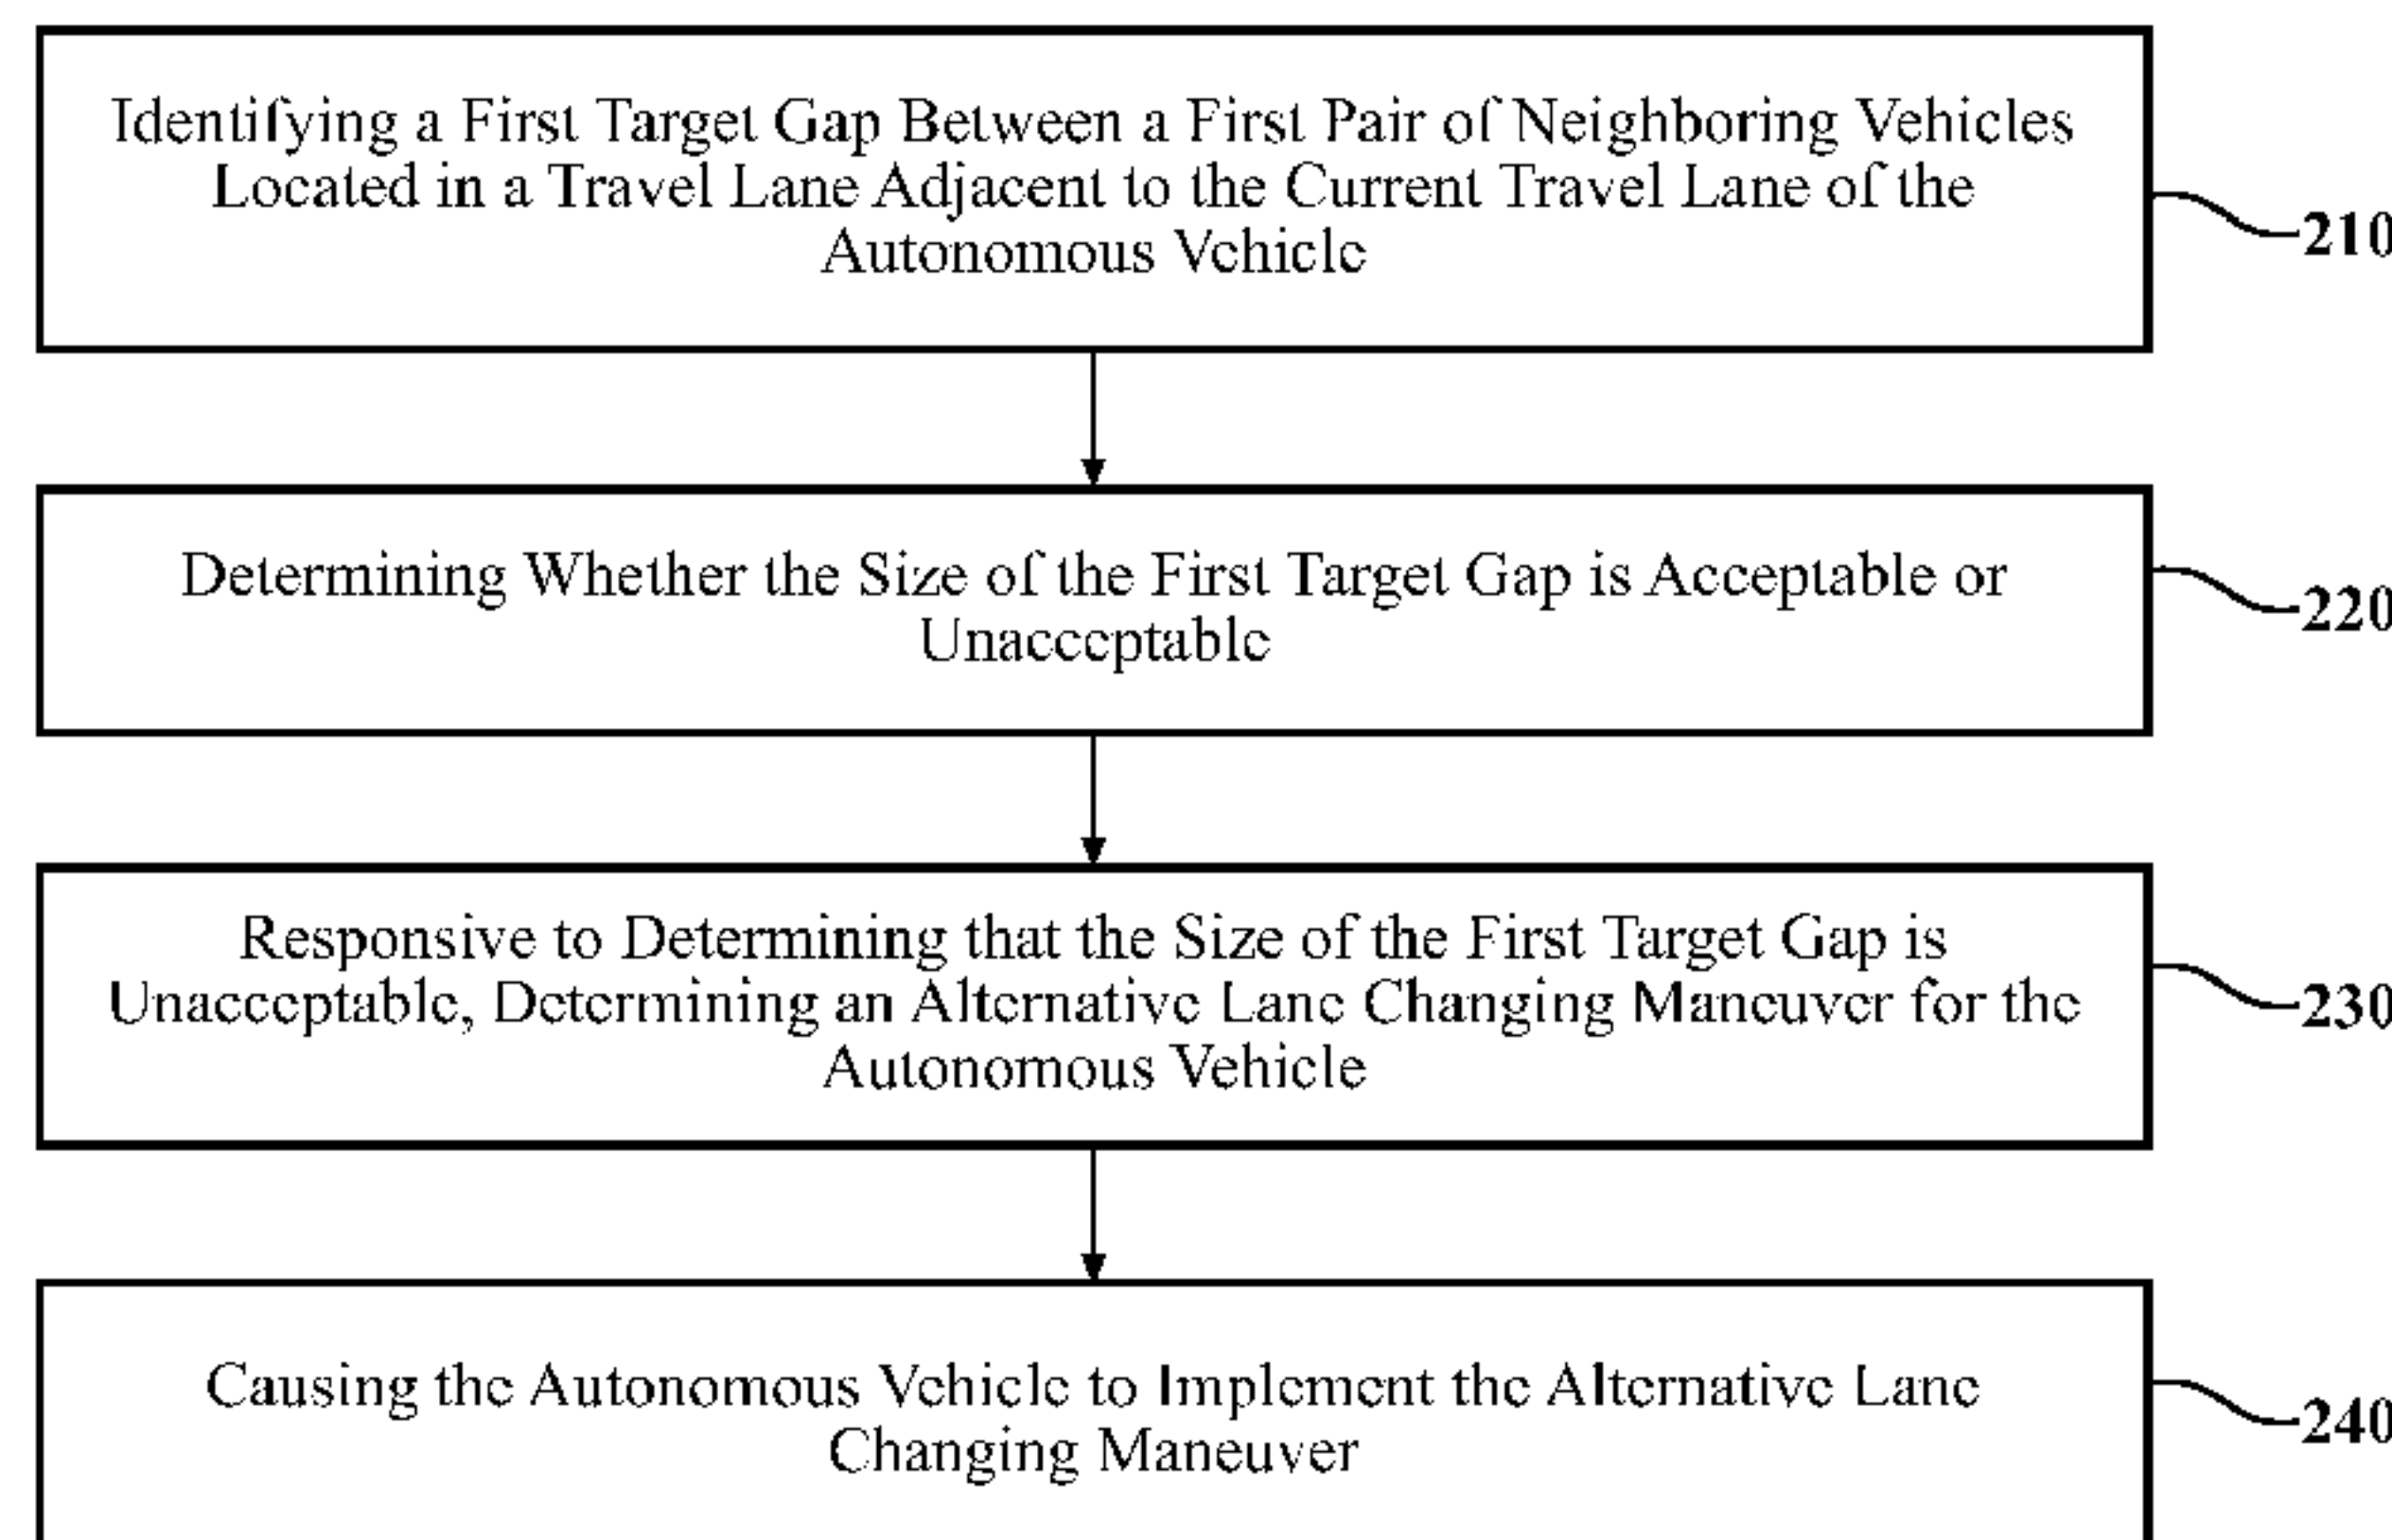 Identifying a First Target Gap Between a First Pair of Neighboring Vehicles
Located in a Travel Lane Adjacent to the Current Travel Lane of the
Autonomous Vehicle
210
Determining Whether the Size of the First Target Gap is Acceptable or
Unacceptable
220
Responsive to Determining that the Size of the First Target Gap is
Unacceptable, Determining an Alternative Lane Changing Maneuver for the
Autonomous Vehicle
230
Causing the Autonomous Vehicle to Implement the Alternative Lane
Changing Maneuver
240